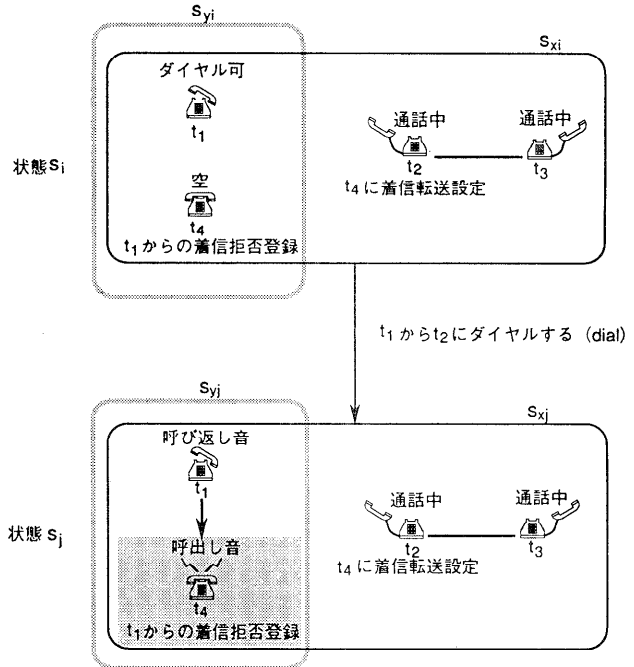 Syi
Sxi
ダイヤル可
t1
通話中
通話中
t2
t3
状態Si
空
t4
t4に着信転送設定
t1からの着信拒否登録
t1からt2にダイヤルする (dial)
Syj
Sxj
呼び返し音
t1
通話中
通話中
t2
t3
状態Sj
呼出し音
t4に着信転送設定
t4
t1からの着信拒否登録